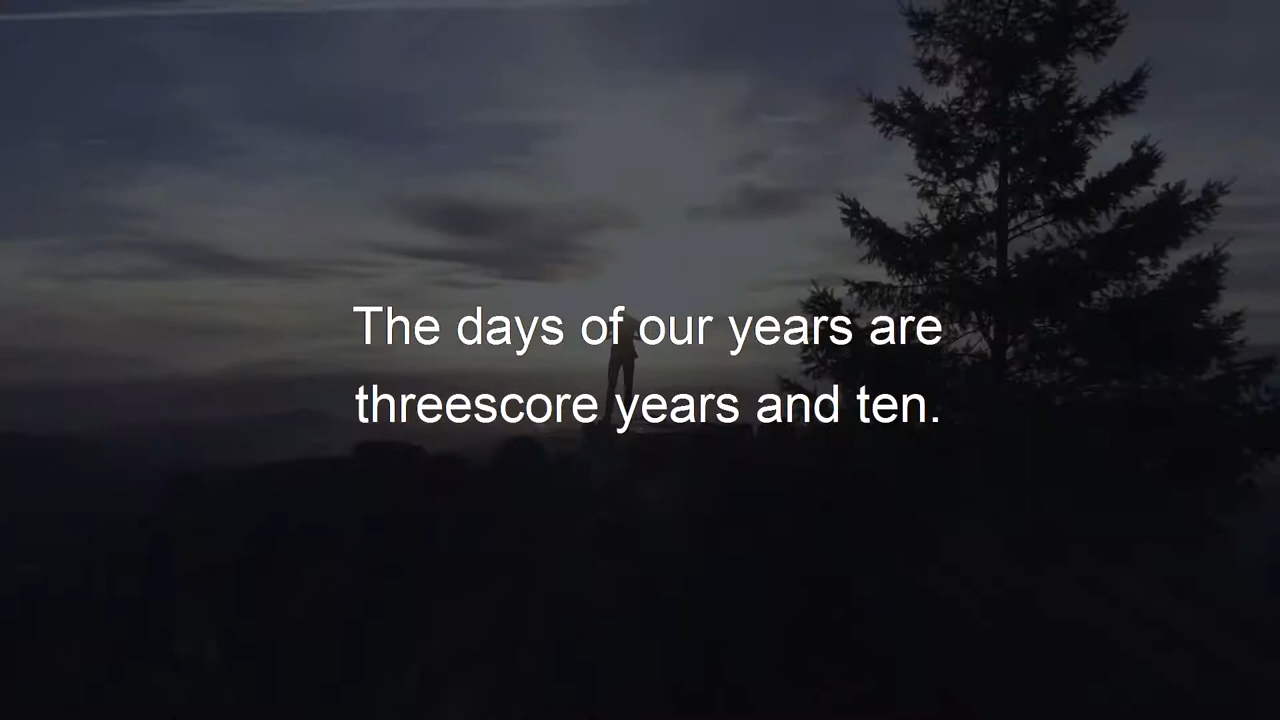 The days of our years are
threescore years and ten.